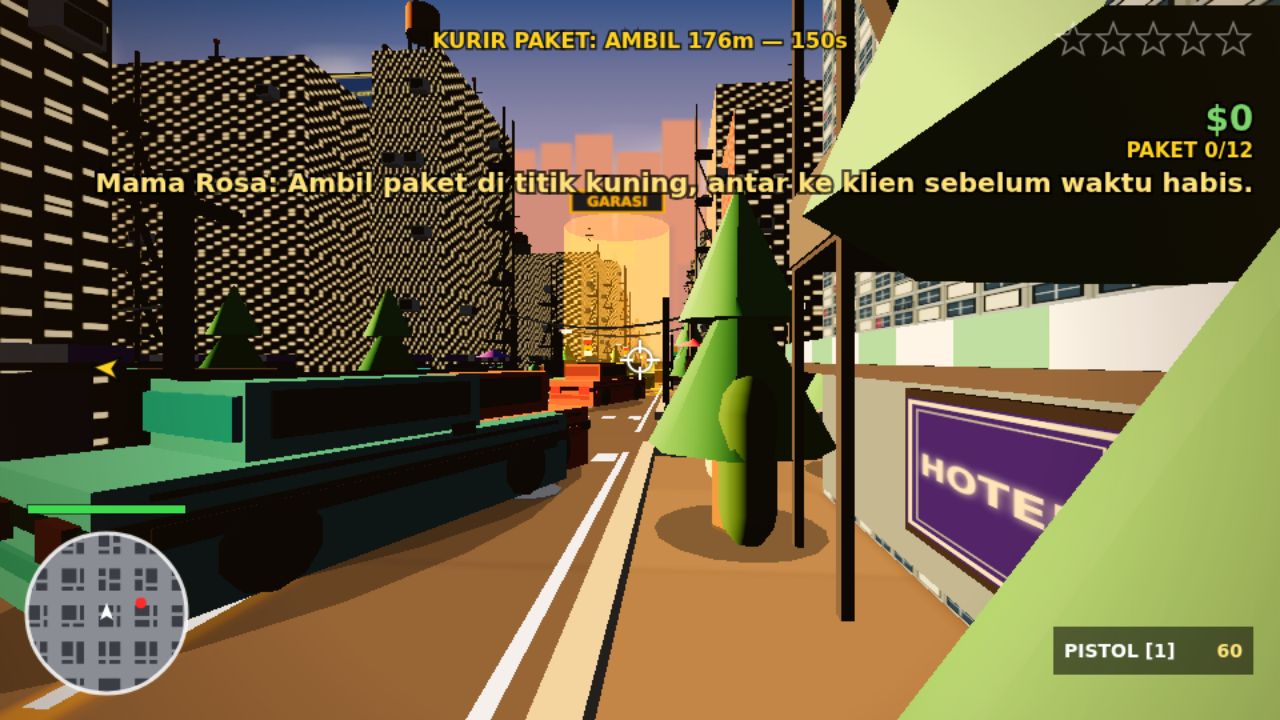 KURIR PAKET: AMBIL 176m — 150s
$0
PAKET 0/12
Mama Rosa: Ambil paket di titik kuning, antar ke klien sebelum waktu habis.
GARASI
HOTEL
PISTOL [1] 60